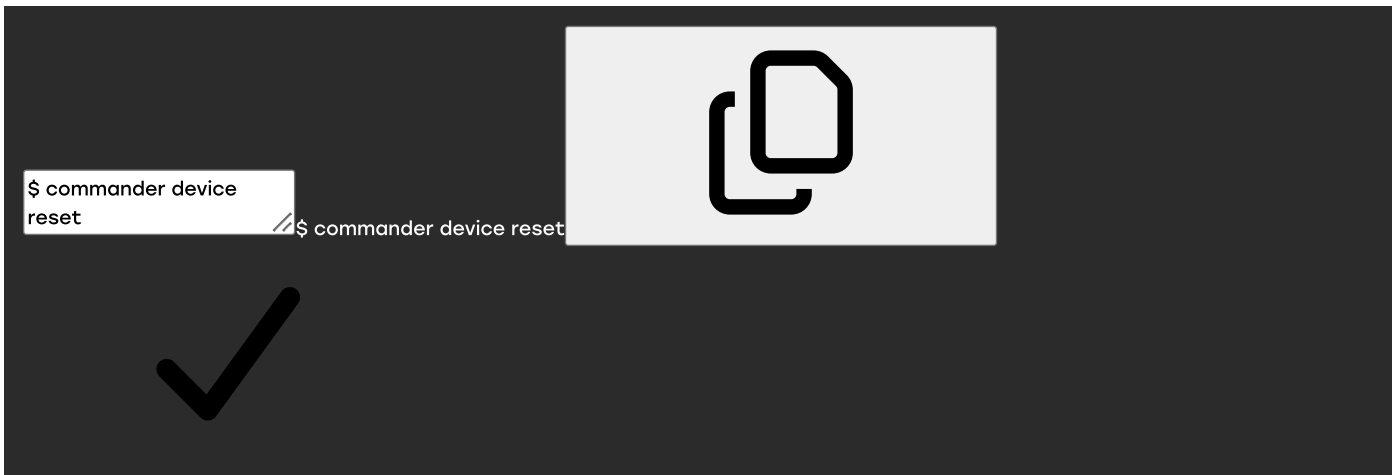 $ commander device
reset
$ commander device reset